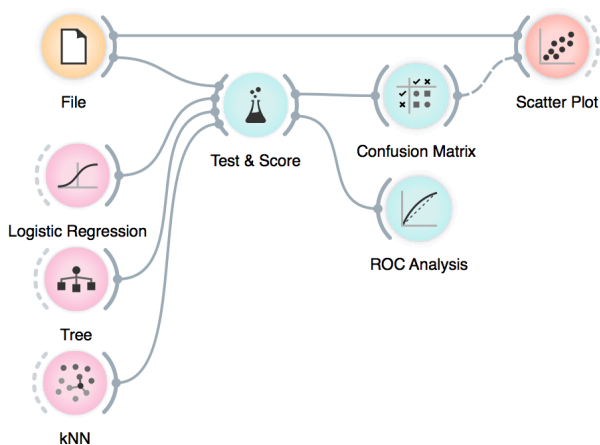 File
Scatter Plot
Test & Score
Confusion Matrix
Logistic Regression
ROC Analysis
Tree
kNN